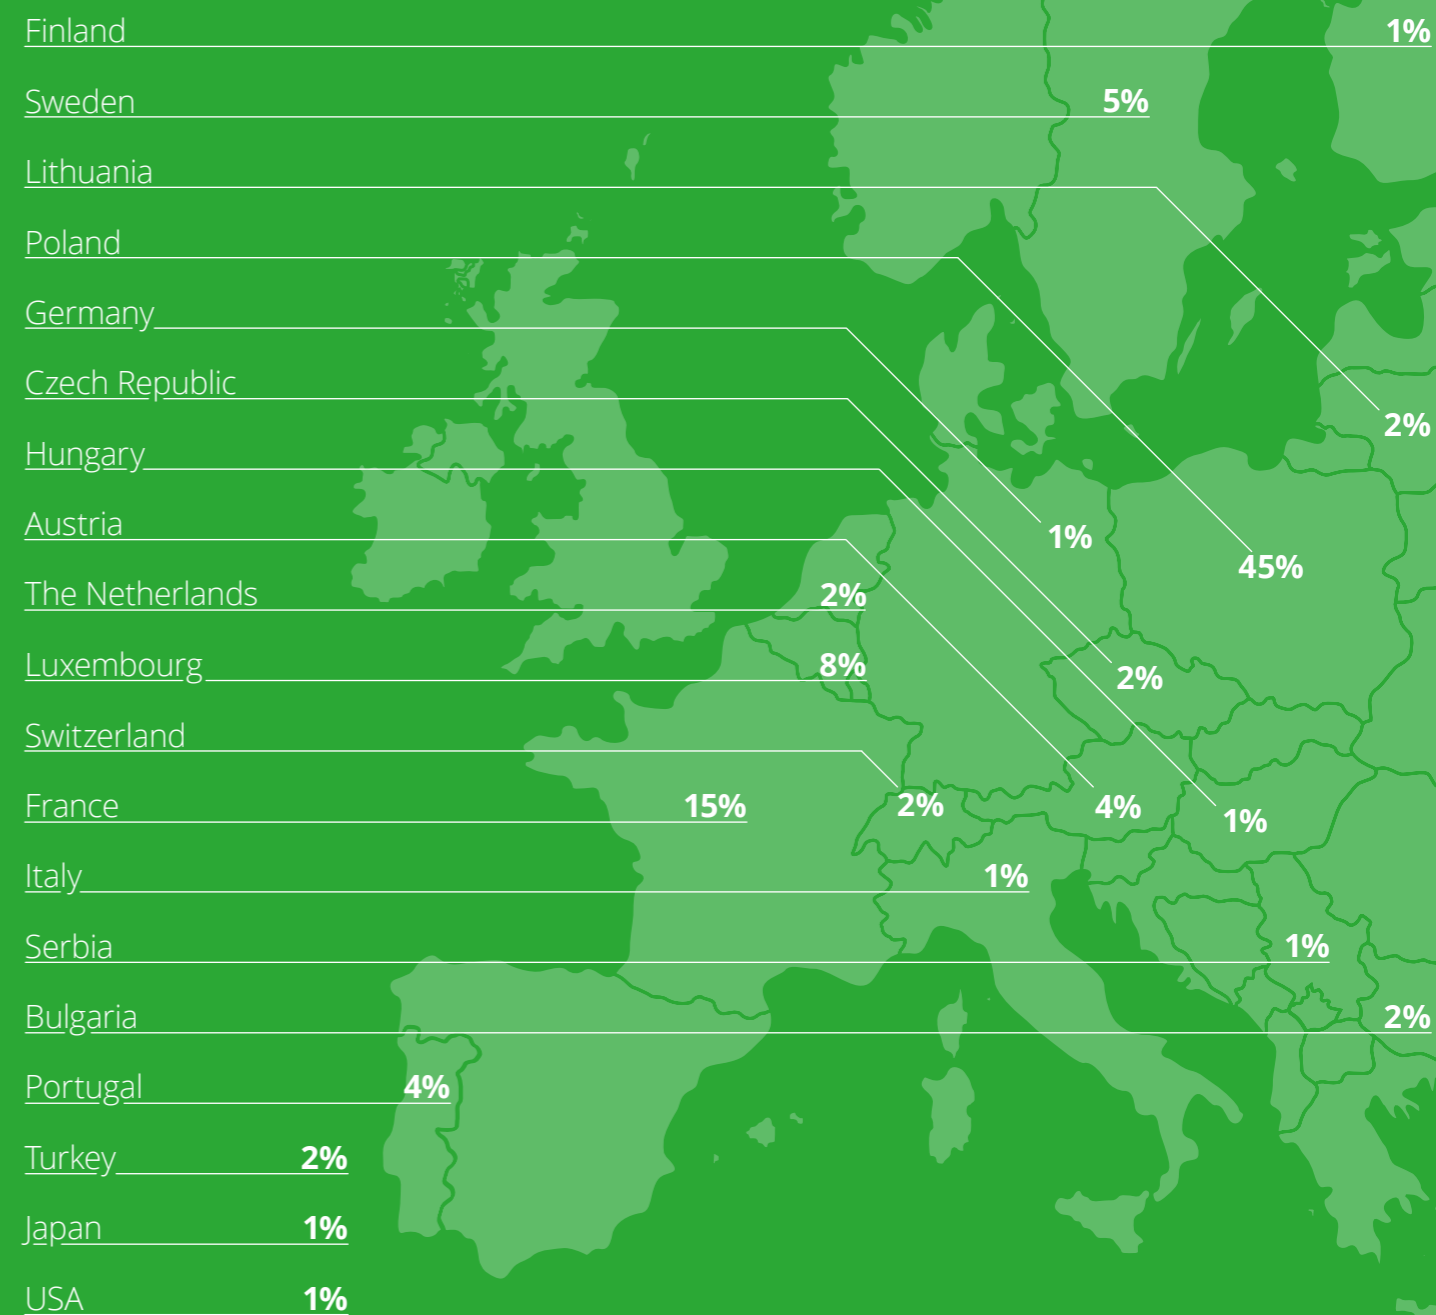 Finland 1%
Sweden 5%
Lithuania 2%
Poland 45%
Germany 1%
Czech Republic 2%
Hungary 1%
Austria 4%
The Netherlands 2%
Luxembourg 8%
Switzerland 2%
France 15%
Italy 1%
Serbia 1%
Bulgaria 2%
Portugal 4%
Turkey 2%
Japan 1%
USA 1%